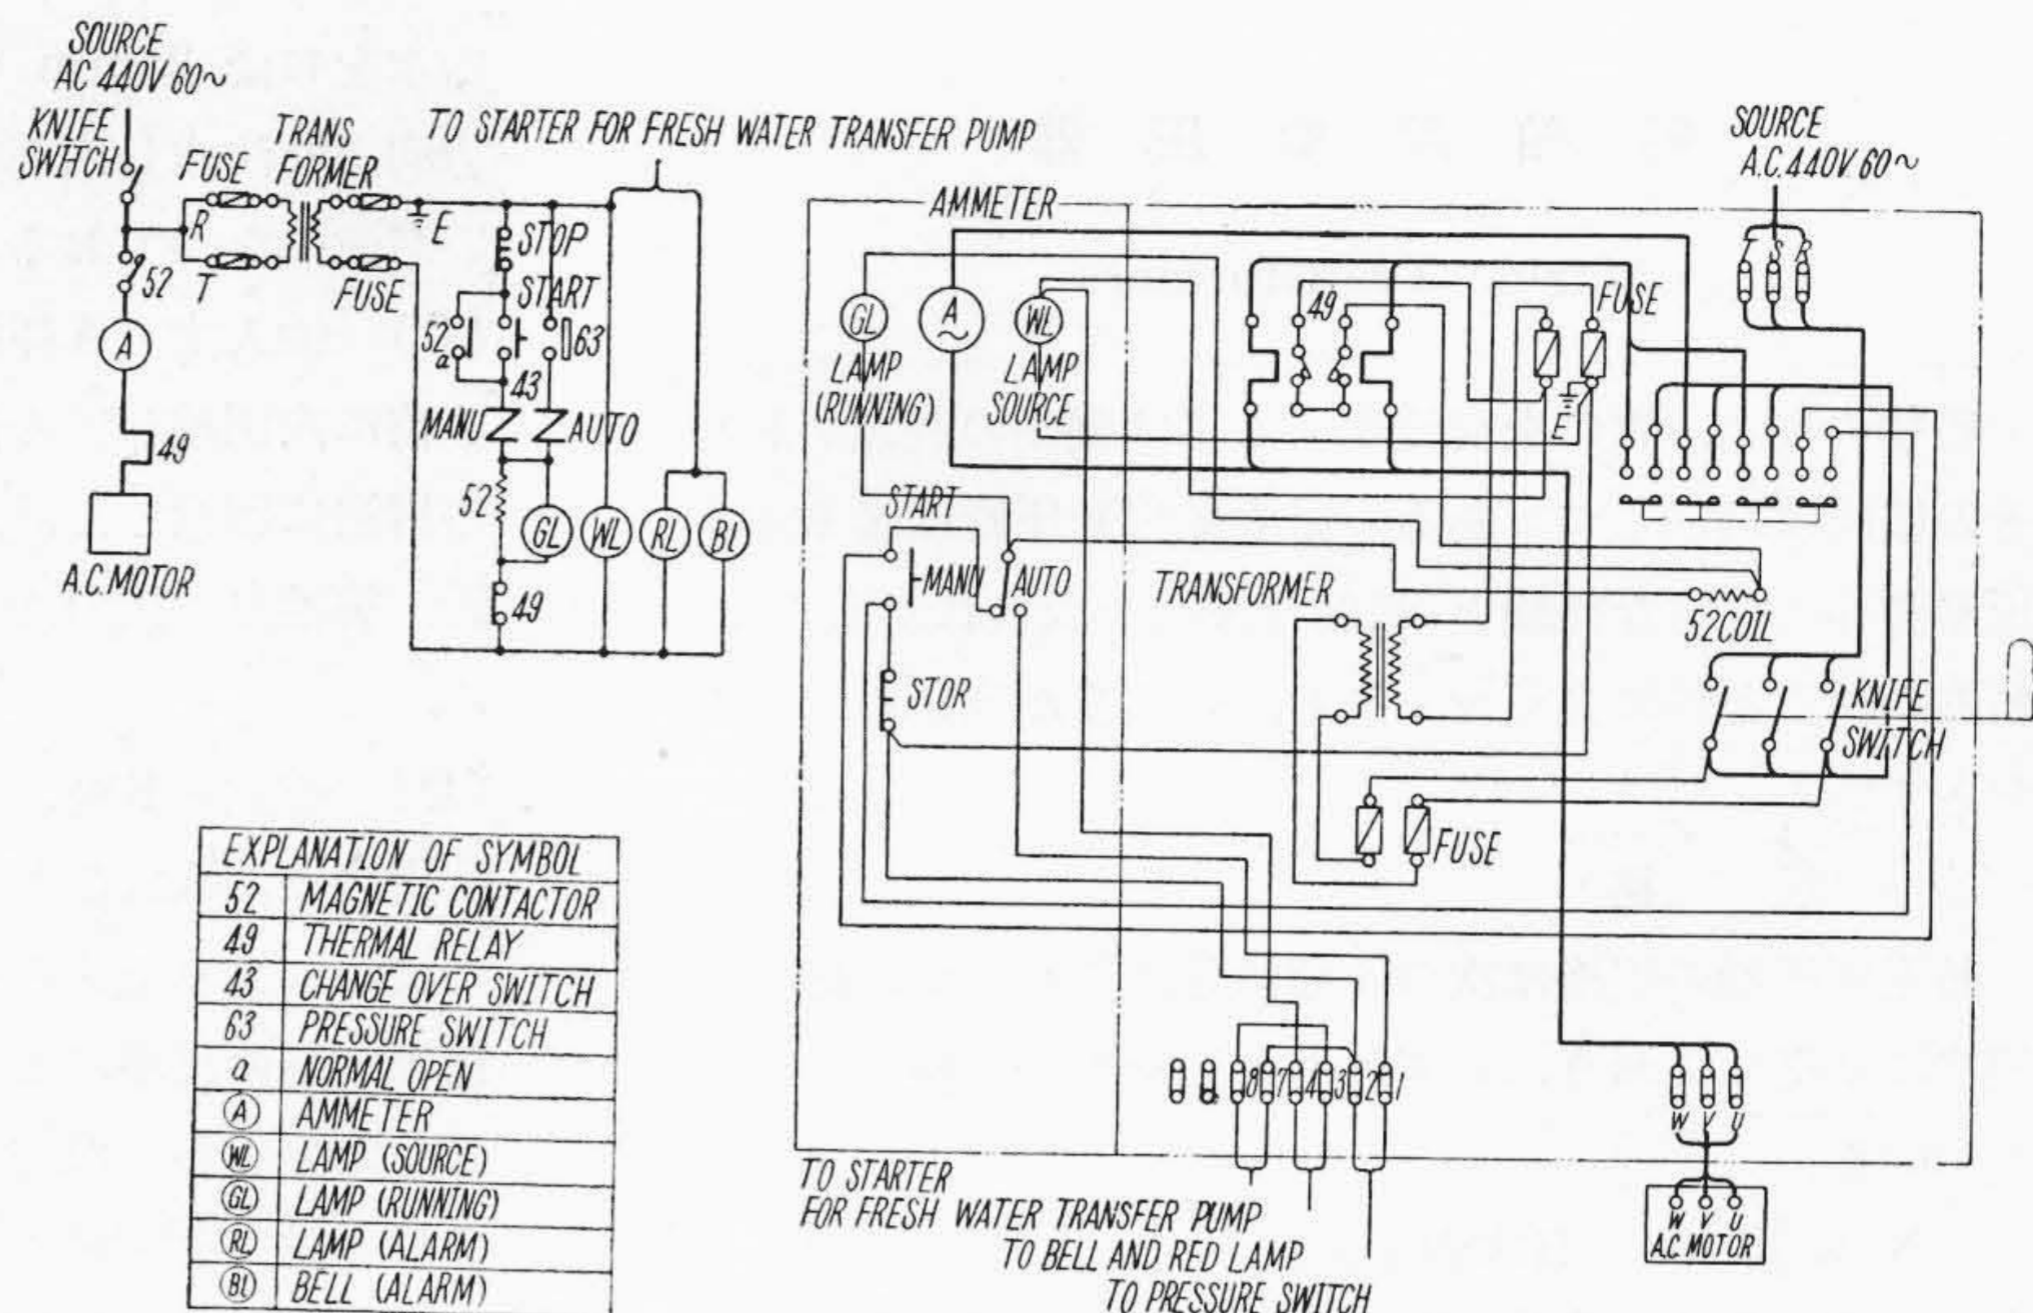 SOURCE
AC 440V 60~
KNIFE
SWITCH
FUSE
TRANS
FORMER
TO STARTER FOR FRESH WATER TRANSFER PUMP
R
T
E
FUSE
52
STOP
START
52
a
63
A
43
MANU
AUTO
49
52
GL
WL
RL
BL
A.C.MOTOR
49
EXPLANATION OF SYMBOL
52 MAGNETIC CONTACTOR
49 THERMAL RELAY
43 CHANGE OVER SWITCH
63 PRESSURE SWITCH
a NORMAL OPEN
A AMMETER
WL LAMP (SOURCE)
GL LAMP (RUNNING)
RL LAMP (ALARM)
BL BELL (ALARM)
AMMETER
SOURCE
A.C.440V.60~
T S R
GL
A
~
WL
49
FUSE
LAMP
(RUNNING)
LAMP
SOURCE
E
START
MANU
AUTO
TRANSFORMER
52COIL
STOR
KNIFE
SWITCH
FUSE
8 7 4 3 2 1
W V U
TO STARTER
FOR FRESH WATER TRANSFER PUMP
TO BELL AND RED LAMP
TO PRESSURE SWITCH
W V U
A.C. MOTOR